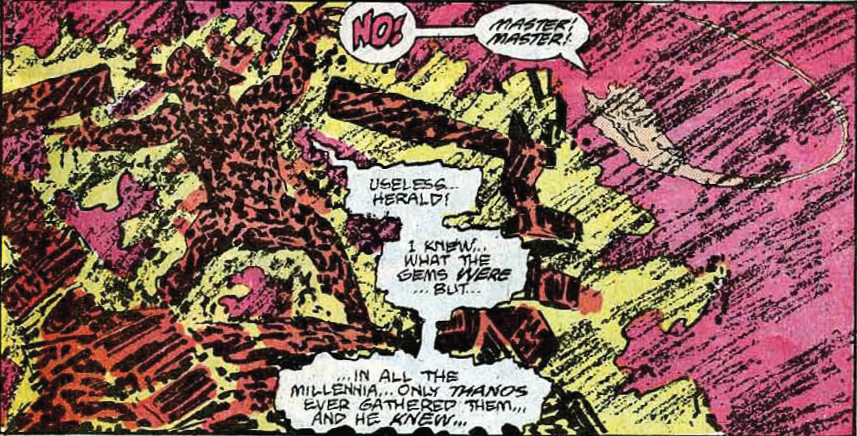 NO!
MASTER!
MASTER!
USELESS...
HERALD!
I KNEW...
WHAT THE
GEMS WERE
...BUT...
...IN ALL THE
MILLENNIA... ONLY THANOS
EVER GATHERED THEM...
AND HE KNEW...